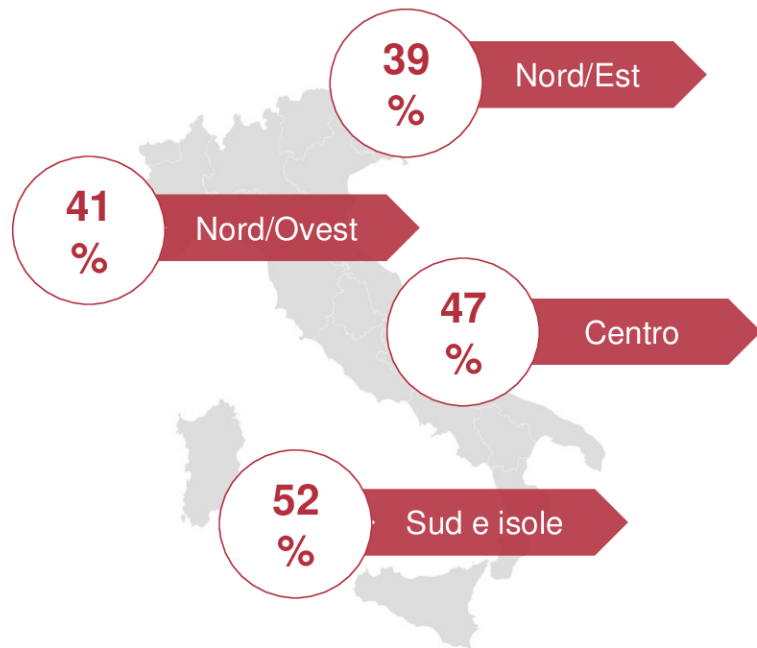 39
%
Nord/Est
41
%
Nord/Ovest
47
%
Centro
52
%
Sud e isole